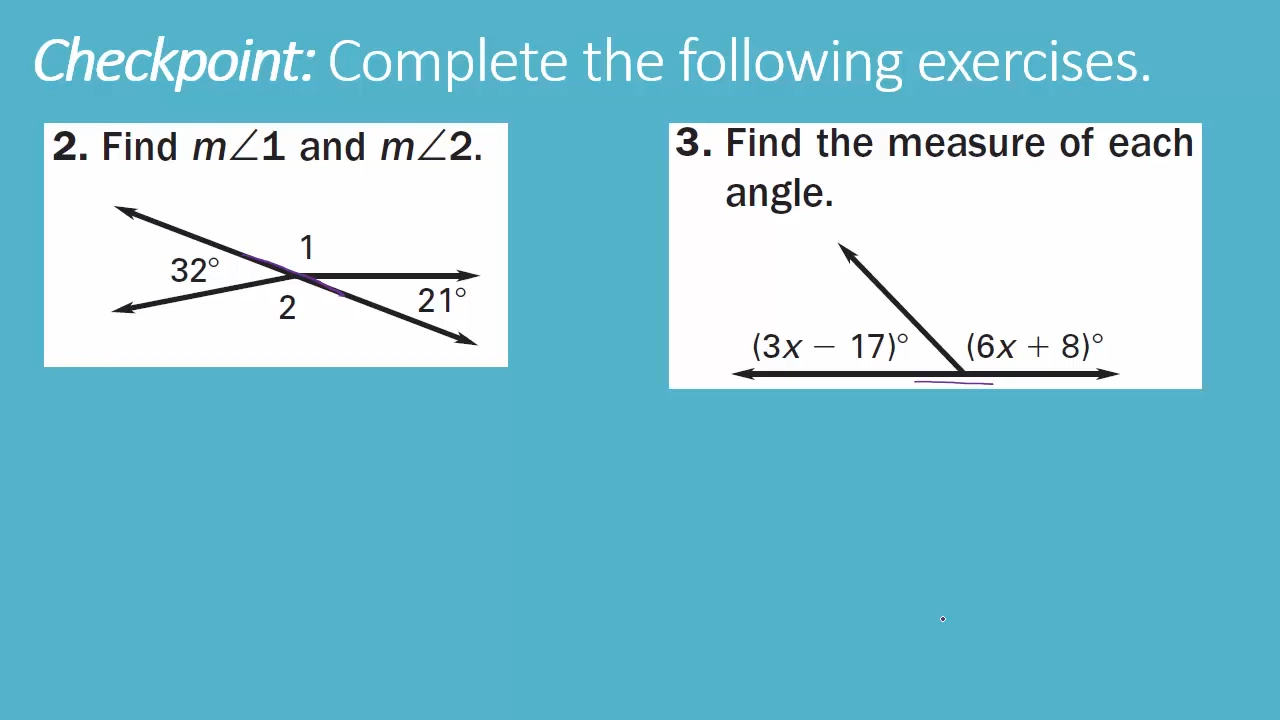 Checkpoint: Complete the following exercises.
2. Find m∠1 and m∠2.
1
32°
2
21°
3. Find the measure of each
angle.
(3x − 17)° (6x + 8)°